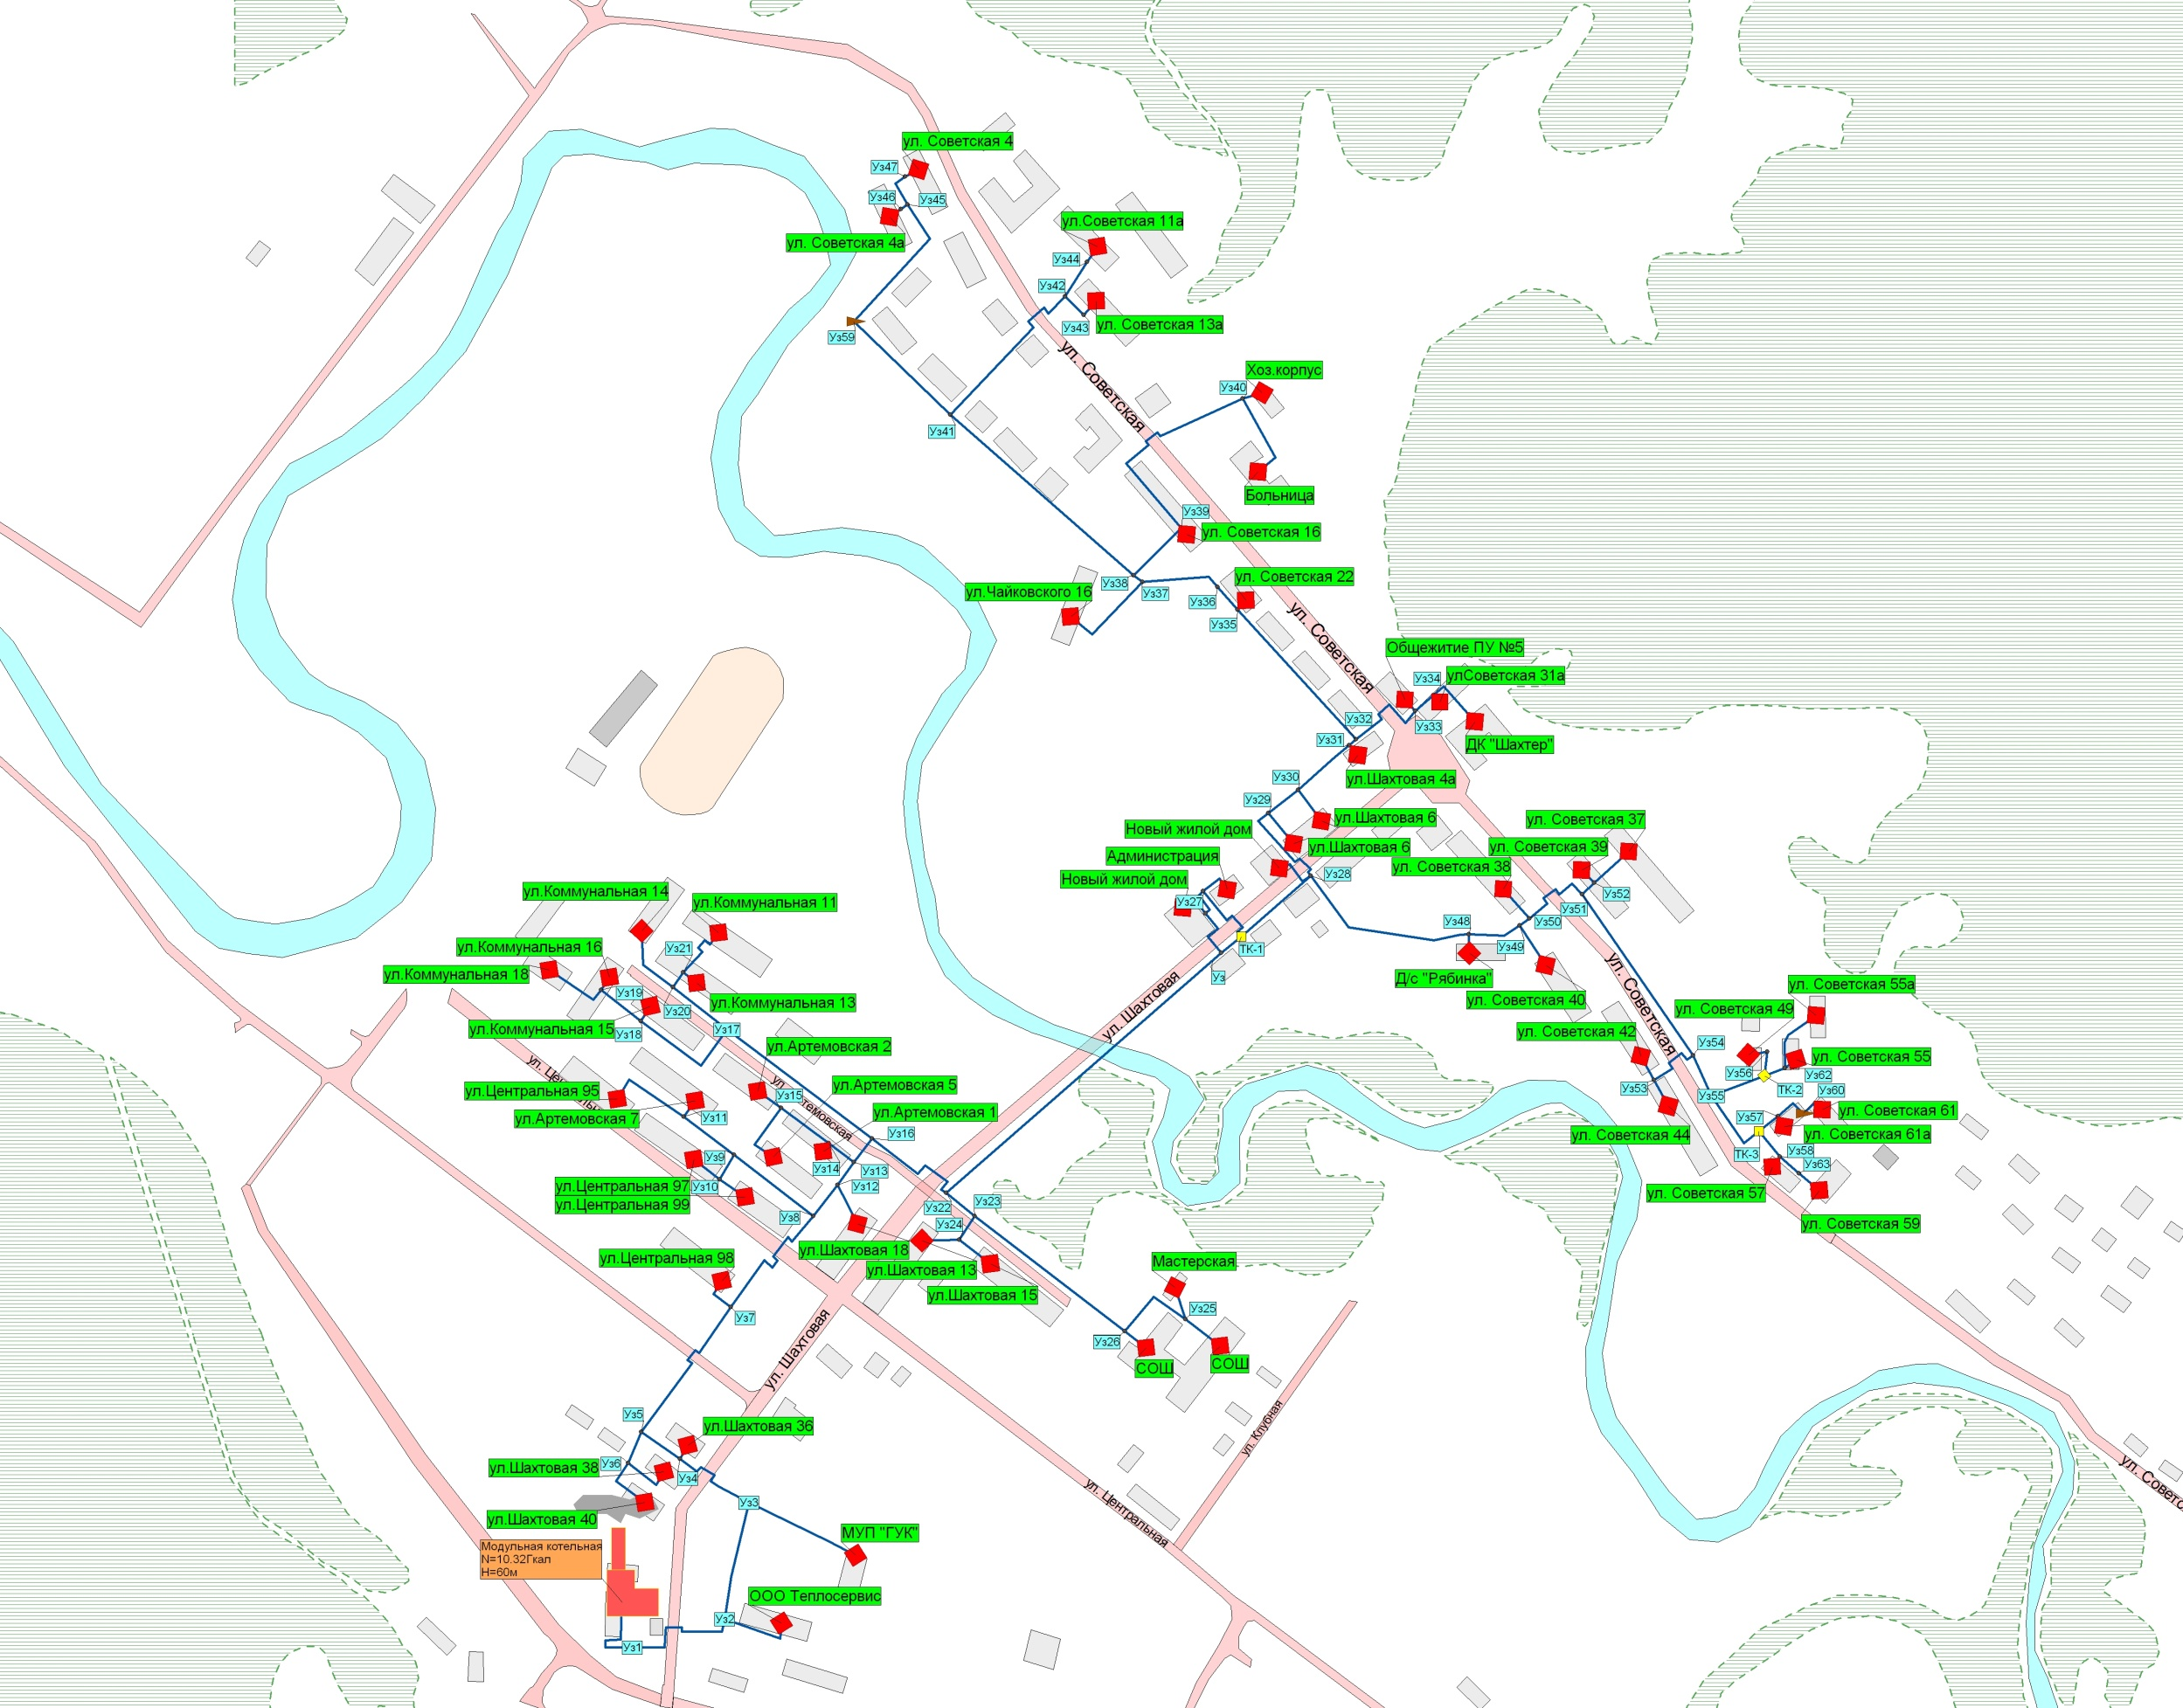 ул. Советская 4
Уз47
Уз46
Уз45
ул. Советская 4а
ул.Советская 11а
Уз44
Уз42
Уз43
ул. Советская 13а
Уз59
ул. Советская
Хоз.корпус
Уз40
Уз41
Больница
Уз39
ул. Советская 16
Уз38
Уз37
ул.Чайковского 16
ул. Советская 22
Уз36
Уз35
ул. Советская
Общежитие ПУ №5
улСоветская 31а
Уз34
Уз33
Уз32
Уз31
ДК "Шахтер"
ул.Шахтовая 4а
Уз30
Уз29
ул.Шахтовая 6
Новый жилой дом
ул.Шахтовая 6
Администрация
Новый жилой дом
Уз28
Уз27
ул. Советская 37
ул. Советская 39
ул. Советская 38
Уз52
Уз51
Уз50
Уз48
Уз49
ТК-1
Уз
Д/с "Рябинка"
ул. Советская 40
ул. Советская
ул. Шахтовая
ул.Коммунальная 14
ул.Коммунальная 11
ул.Коммунальная 16
Уз21
ул.Коммунальная 18
Уз19
Уз20
ул.Коммунальная 13
ул.Коммунальная 15
Уз18
Уз17
ул.Артемовская 2
ул. Советская 42
ул. Советская 49
ул. Советская 55а
Уз54
ул. Советская 55
Уз56
Уз62
Уз53
Уз55
ТК-2
Уз60
Уз57
ул. Советская 61
ул. Советская 61а
ул. Советская 44
ТК-3
Уз58
Уз63
ул. Советская 57
ул. Советская 59
ул.Артемовская 5
ул.Центральная 95
ул.Артемовская 7
Уз11
Уз15
ул.Артемовская 1
Уз16
Уз14
Уз13
Уз12
Уз9
Уз10
ул.Центральная 97
ул.Центральная 99
Уз8
Уз22
Уз23
Уз24
ул.Шахтовая 18
ул.Шахтовая 13
ул.Шахтовая 15
ул.Центральная 98
Уз7
Мастерская
Уз25
Уз26
СОШ
СОШ
ул. Шахтовая
ул. Клубная
ул. Центральная
Уз5
ул.Шахтовая 36
Уз6
ул.Шахтовая 38
Уз4
Уз3
ул.Шахтовая 40
МУП "ГУК"
Модульная котельная
N=10.32Гкал
H=60м
ООО Теплосервис
Уз2
Уз1